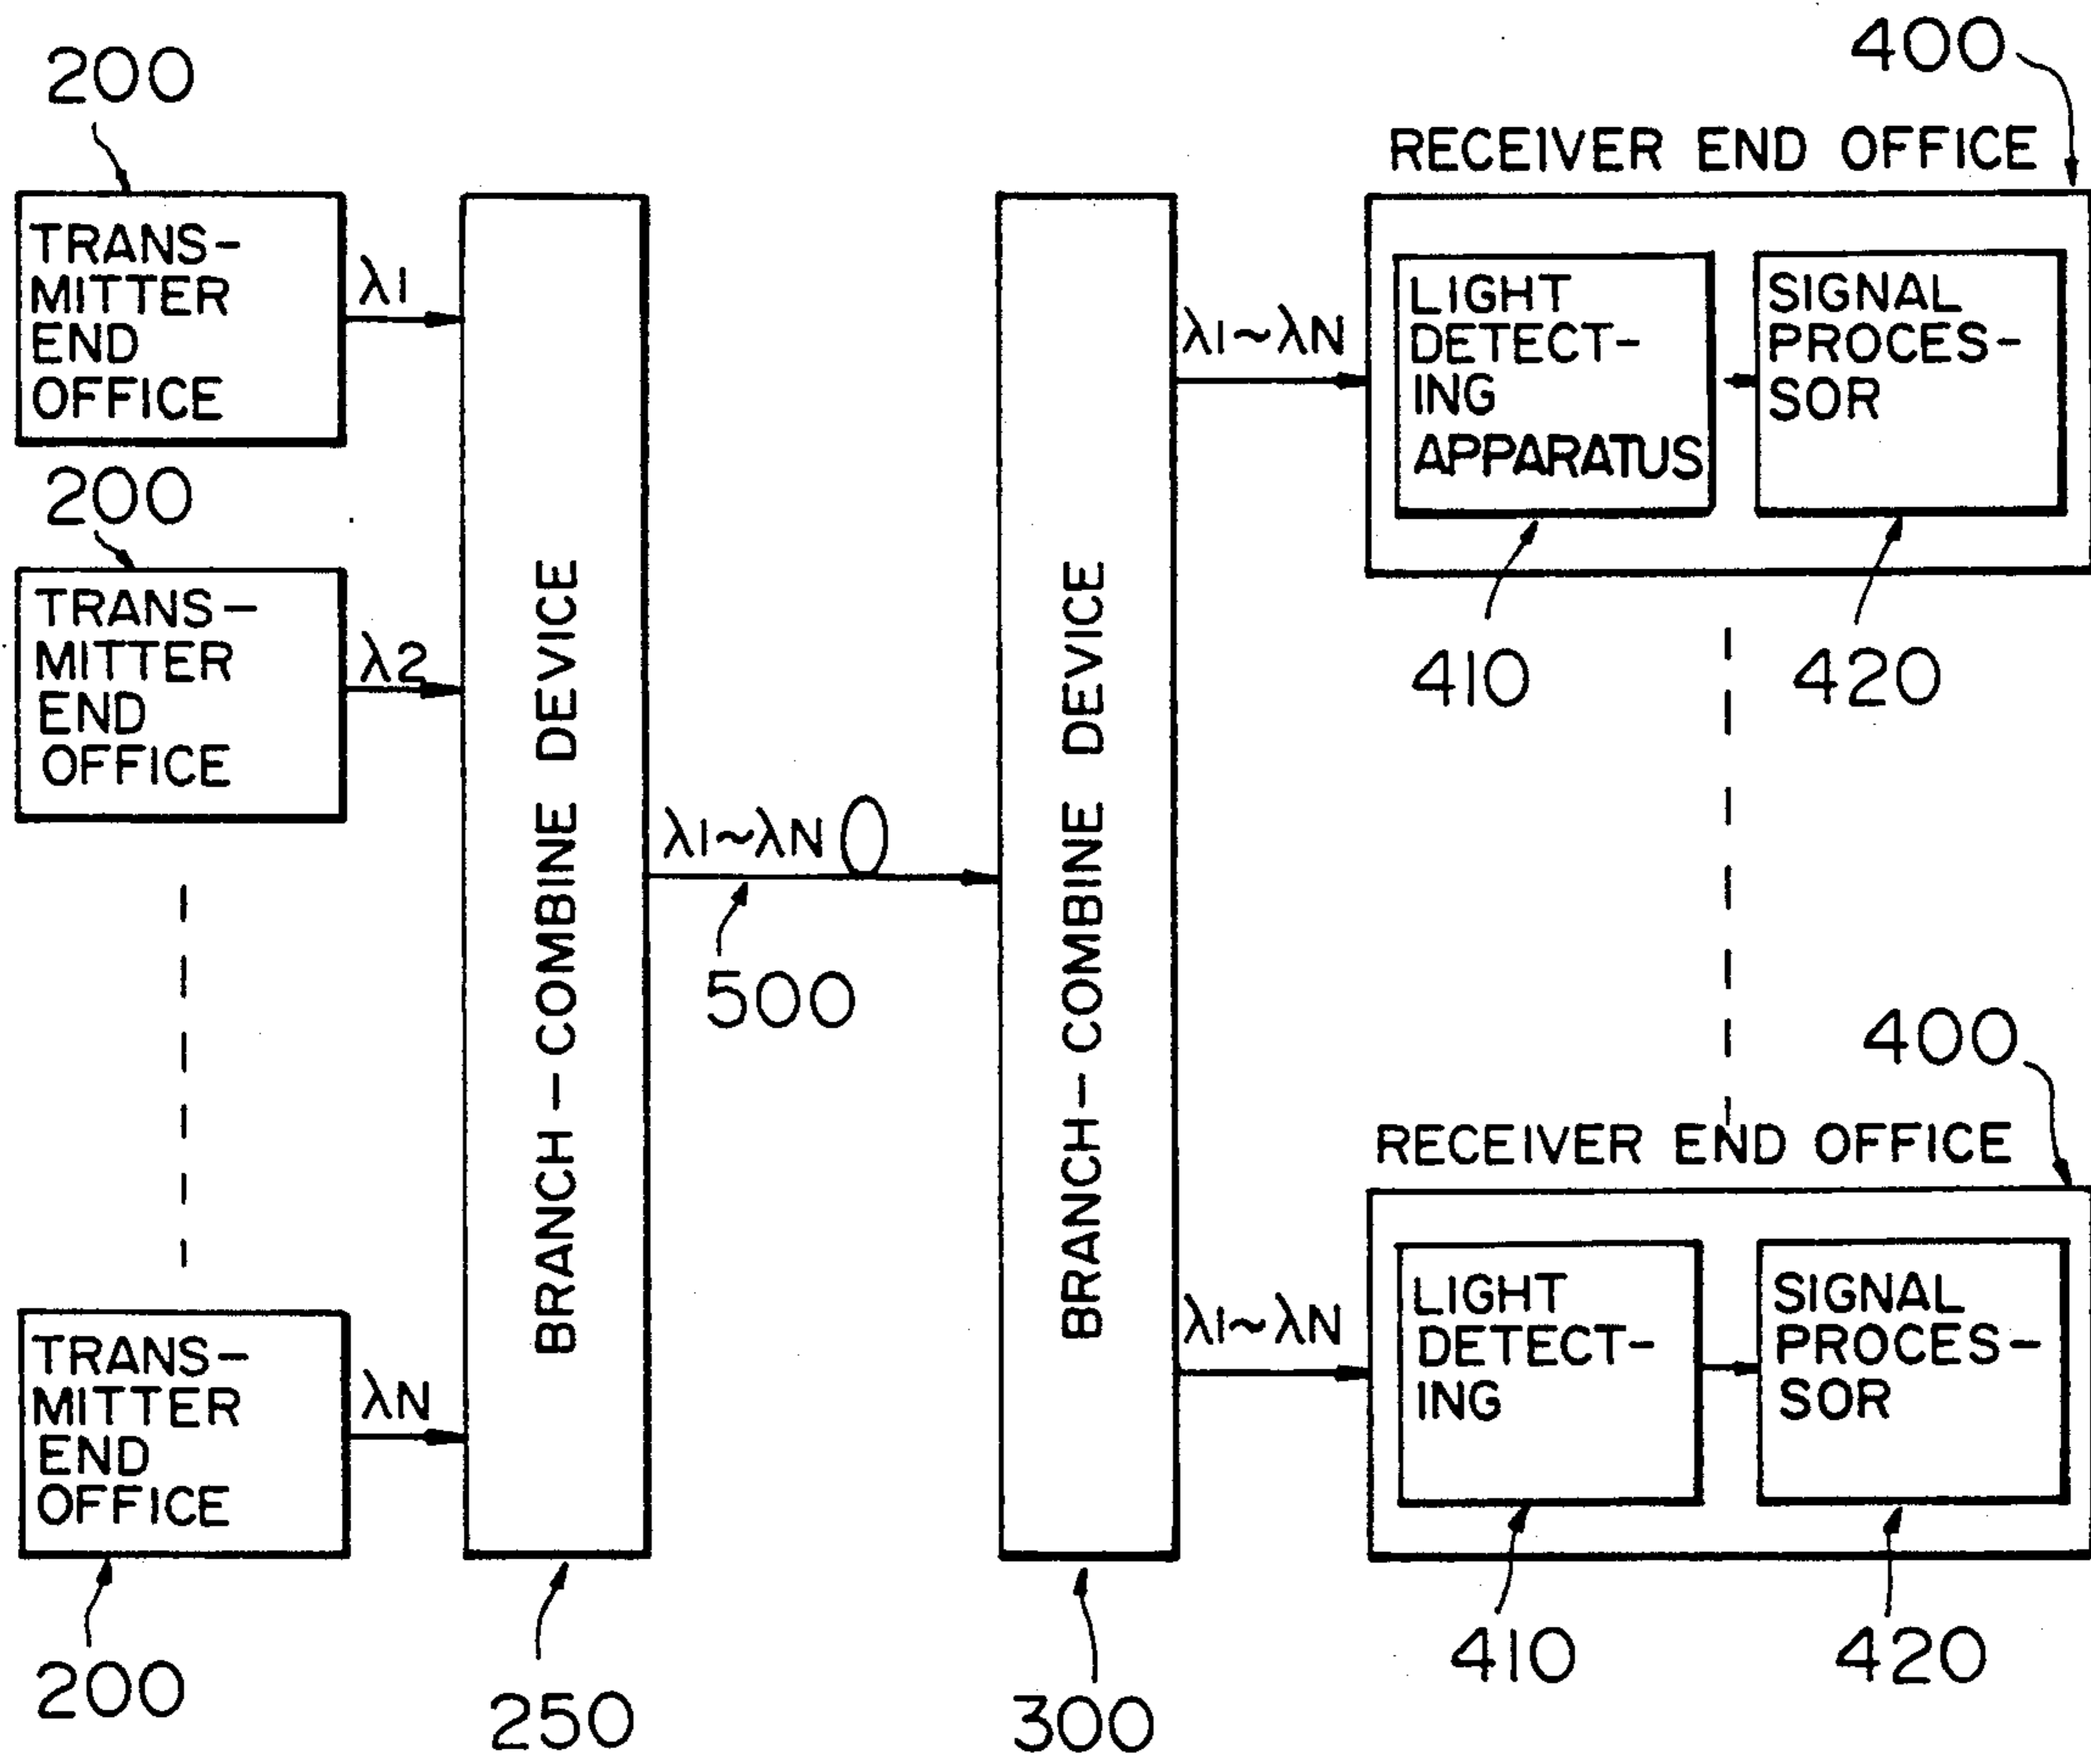 200
TRANS-
MITTER
END
OFFICE
λ1
200
TRANS-
MITTER
END
OFFICE
λ2
TRANS-
MITTER
END
OFFICE
λN
200
BRANCH-COMBINE DEVICE
250
λ1~λN
500
BRANCH-COMBINE DEVICE
300
400
RECEIVER END OFFICE
λ1~λN
LIGHT
DETECT-
ING
APPARATUS
SIGNAL
PROCES-
SOR
410
420
400
RECEIVER END OFFICE
λ1~λN
LIGHT
DETECT-
ING
SIGNAL
PROCES-
SOR
410
420